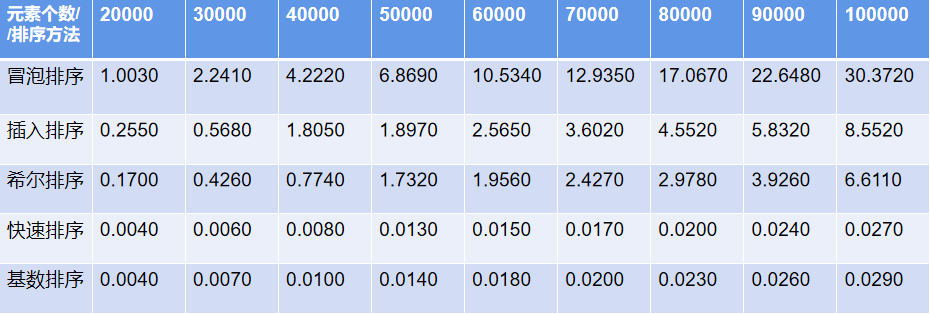 元素个数/ 20000 30000 40000 50000 60000 70000 80000 90000 100000
/排序方法
冒泡排序 1.0030 2.2410 4.2220 6.8690 10.5340 12.9350 17.0670 22.6480 30.3720
插入排序 0.2550 0.5680 1.8050 1.8970 2.5650 3.6020 4.5520 5.8320 8.5520
希尔排序 0.1700 0.4260 0.7740 1.7320 1.9560 2.4270 2.9780 3.9260 6.6110
快速排序 0.0040 0.0060 0.0080 0.0130 0.0150 0.0170 0.0200 0.0240 0.0270
基数排序 0.0040 0.0070 0.0100 0.0140 0.0180 0.0200 0.0230 0.0260 0.0290